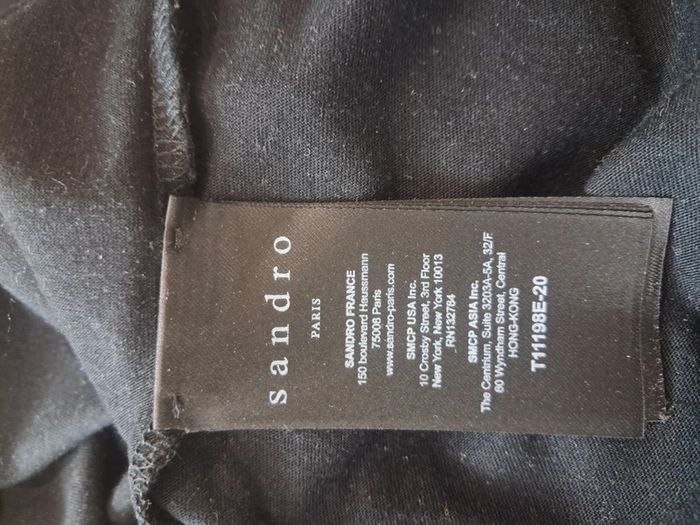 sandro
PARIS
SANDRO FRANCE
150 boulevard Haussmann
75008 Paris
www.sandro-paris.com
SMCP USA Inc.
10 Crosby Street, 3rd Floor
New York, New York 10013
RN132784
SMCP ASIA Inc.
The Centrium, Suite 3203A-5A, 32/F.
60 Wyndham Street, Central
HONG-KONG
T11198E-20